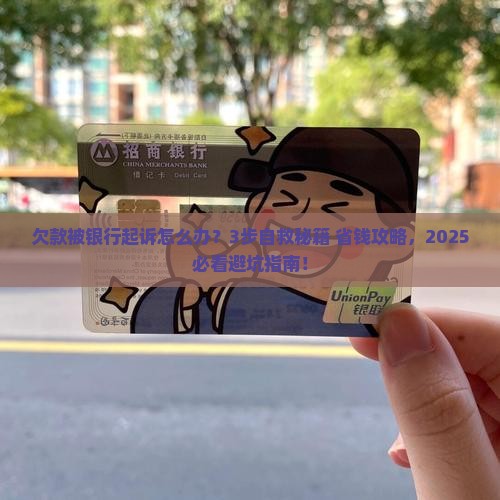 招商银行
CHINA MERCHANTS BANK
借记卡 Debit Card
欠款被银行起诉怎么办？3步自救秘籍 省钱攻略，2025
必看避坑指南！
UnionPay
银联